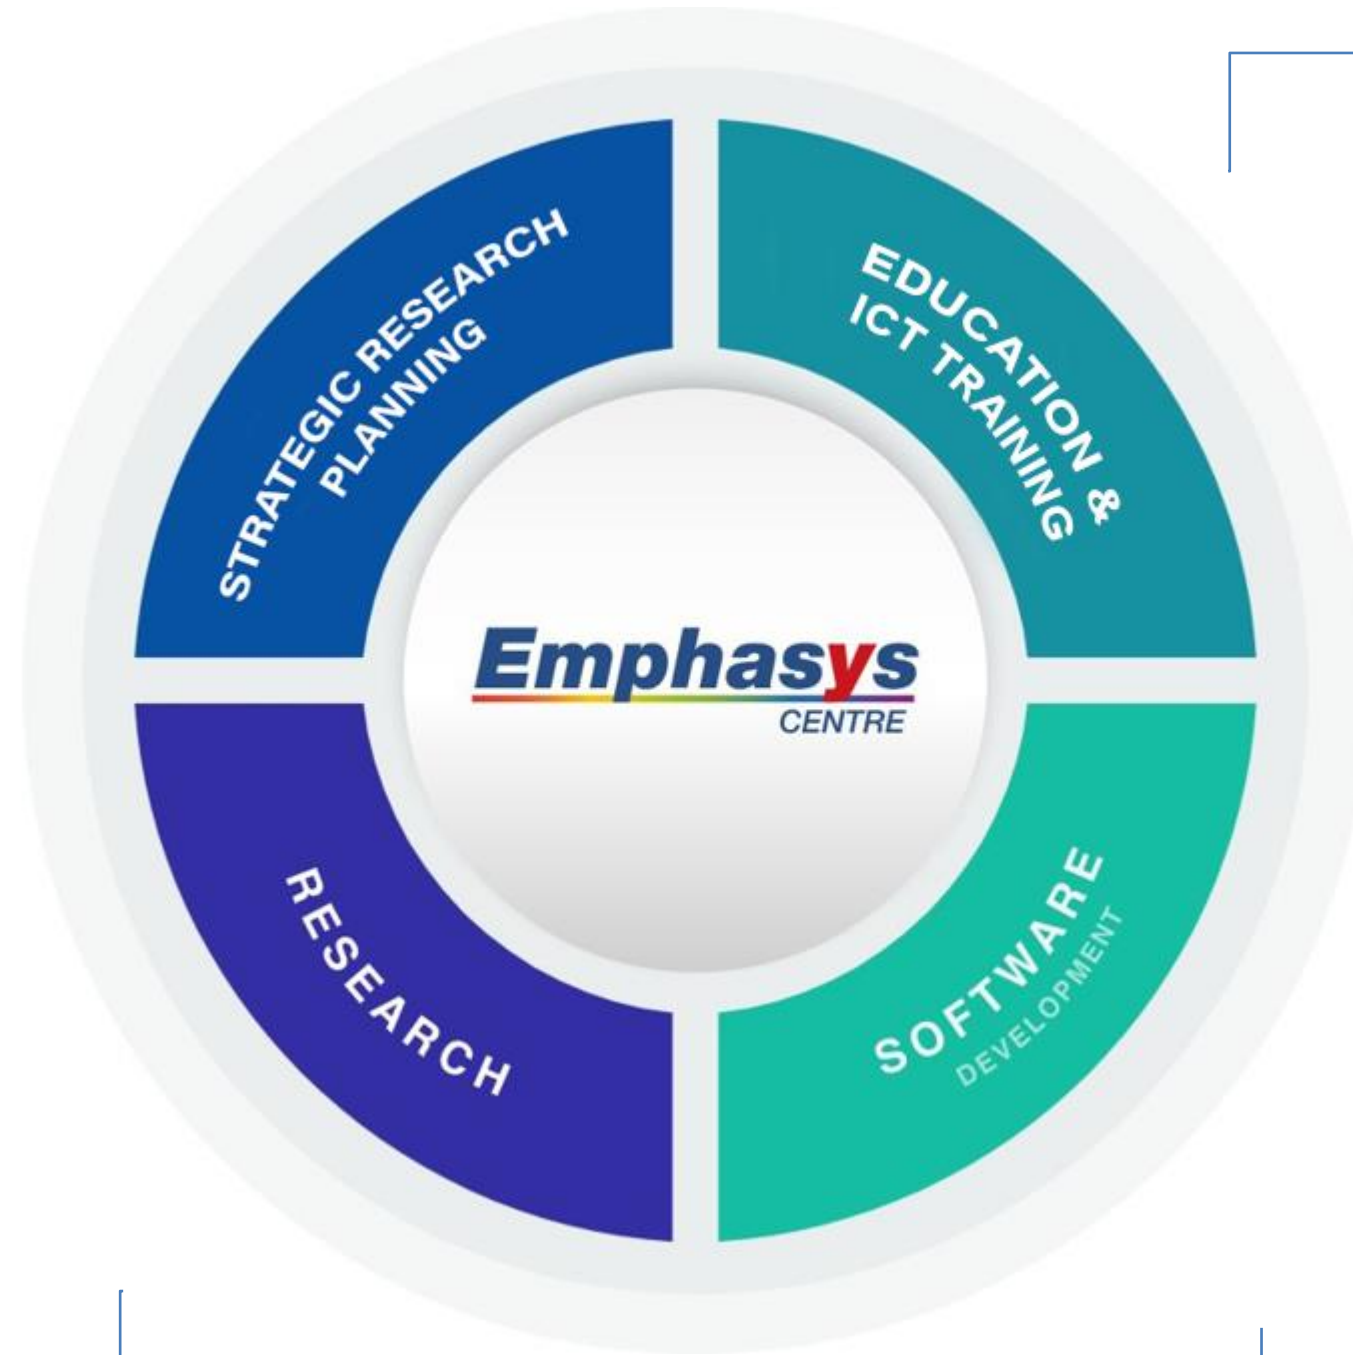 STRATEGIC RESEARCH
PLANNING
EDUCATION &
ICT TRAINING
Emphasys
CENTRE
RESEARCH
SOFTWARE
DEVELOPMENT